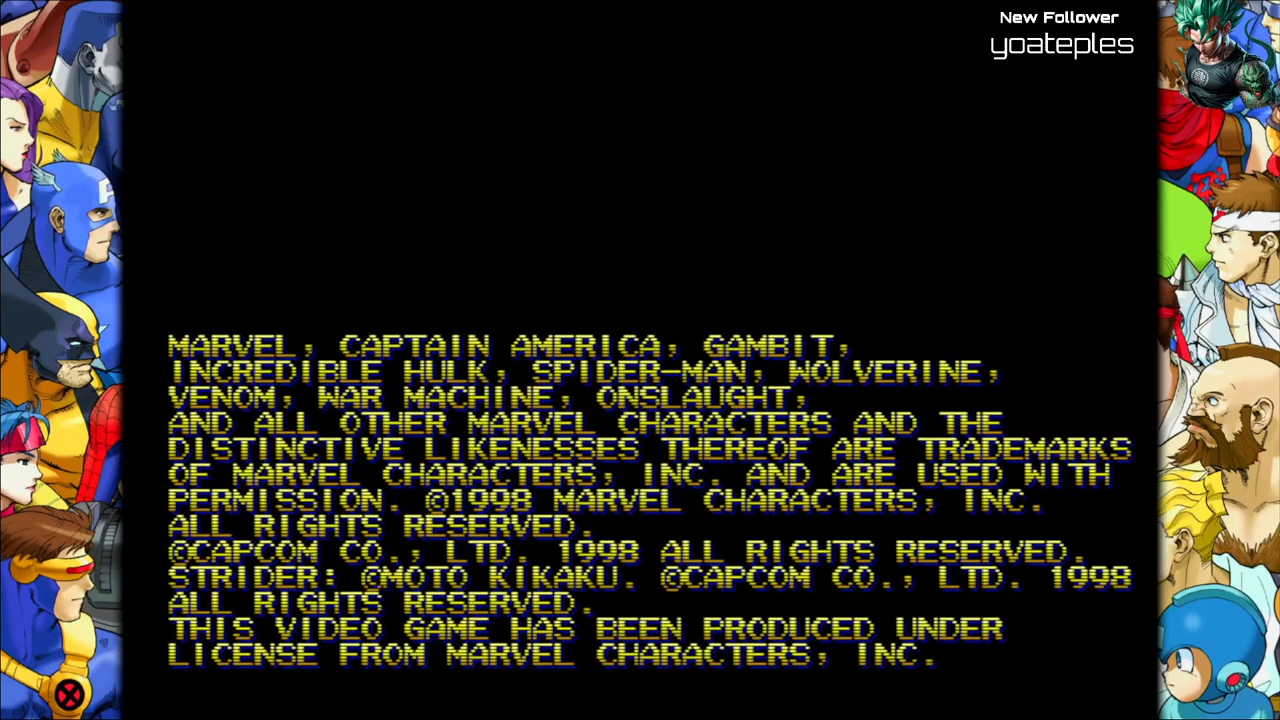 New Follower
yoateples
MARVEL, CAPTAIN AMERICA, GAMBIT,
INCREDIBLE HULK, SPIDER-MAN, WOLVERINE,
VENOM, WAR MACHINE, ONSLAUGHT,
AND ALL OTHER MARVEL CHARACTERS AND THE
DISTINCTIVE LIKENESSES THEREOF ARE TRADEMARKS
OF MARVEL CHARACTERS, INC. AND ARE USED WITH
PERMISSION. ©1998 MARVEL CHARACTERS, INC.
ALL RIGHTS RESERVED.
©CAPCOM CO., LTD. 1998 ALL RIGHTS RESERVED.
STRIDER: ©MOTO KIKAKU. ©CAPCOM CO., LTD. 1998
ALL RIGHTS RESERVED.
THIS VIDEO GAME HAS BEEN PRODUCED UNDER
LICENSE FROM MARVEL CHARACTERS, INC.